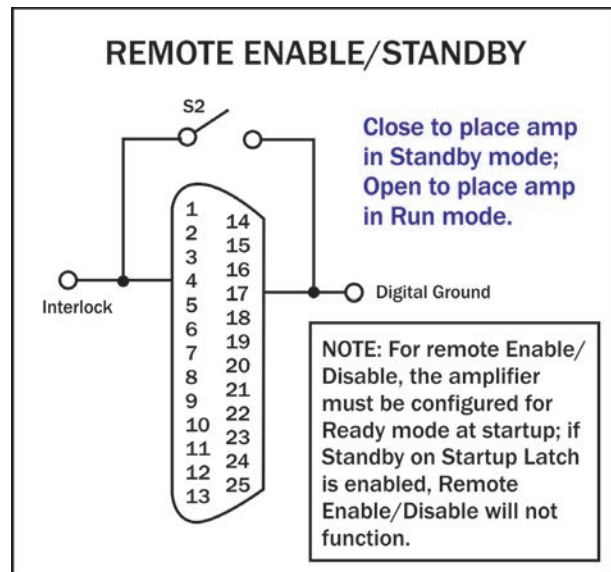 REMOTE ENABLE/STANDBY
S2
Close to place amp
in Standby mode;
Open to place amp
in Run mode.
1
2
3
4
5
6
7
8
9
10
11
12
13
14
15
16
17
18
19
20
21
22
23
24
25
Interlock
Digital Ground
NOTE: For remote Enable/
Disable, the amplifier
must be configured for
Ready mode at startup; if
Standby on Startup Latch
is enabled, Remote
Enable/Disable will not
function.